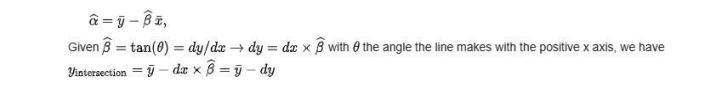 α̂ = ȳ − β̂ x̄,
Given β̂ = tan(θ) = dy/dx → dy = dx × β̂ with θ the angle the line makes with the positive x axis, we have
y_intersection = ȳ − dx × β̂ = ȳ − dy